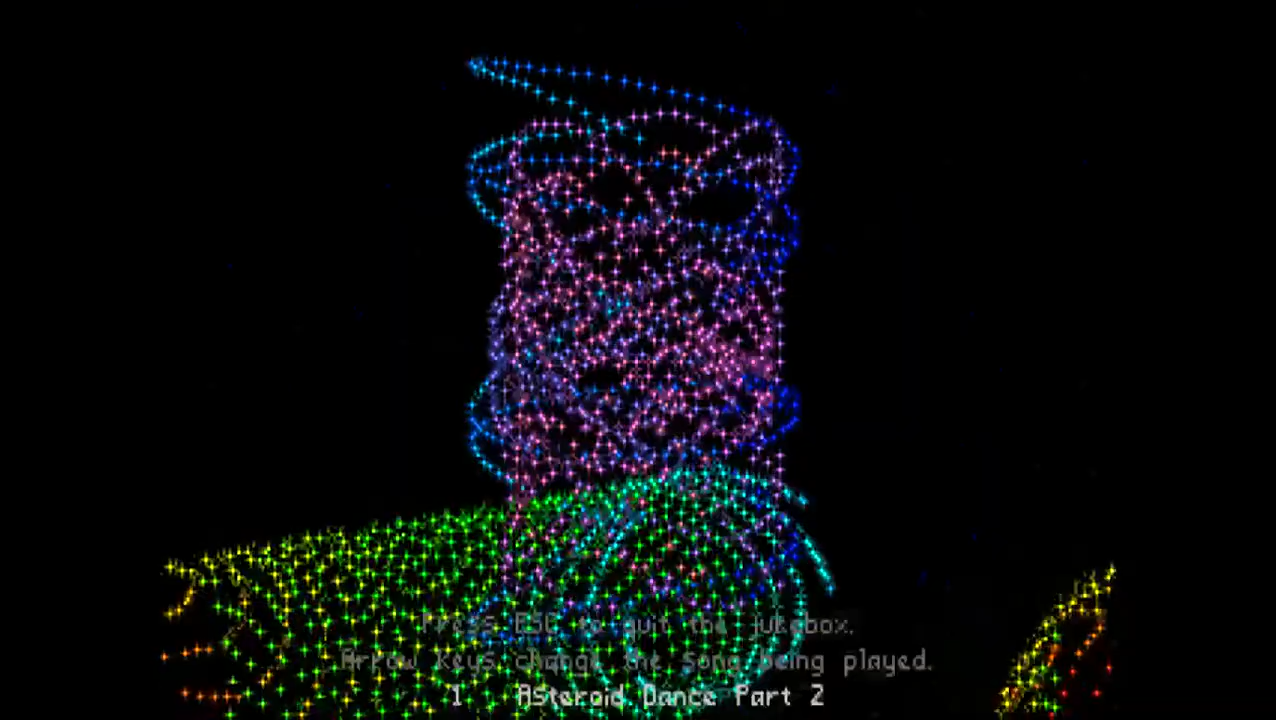 Press ESC to quit the jukebox.
Arrow Keys change the song being played.
1 Asteroid Dance Part 2